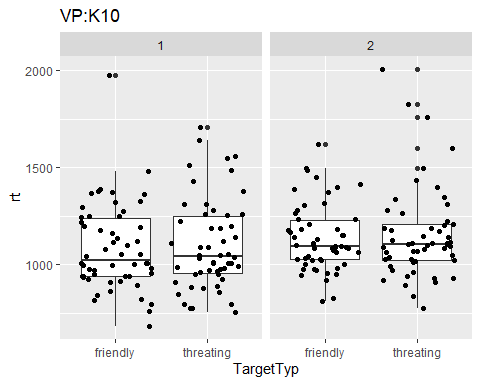 VP:K10
1 2
2000
1500
1000
rt
friendly threating friendly threating
TargetTyp